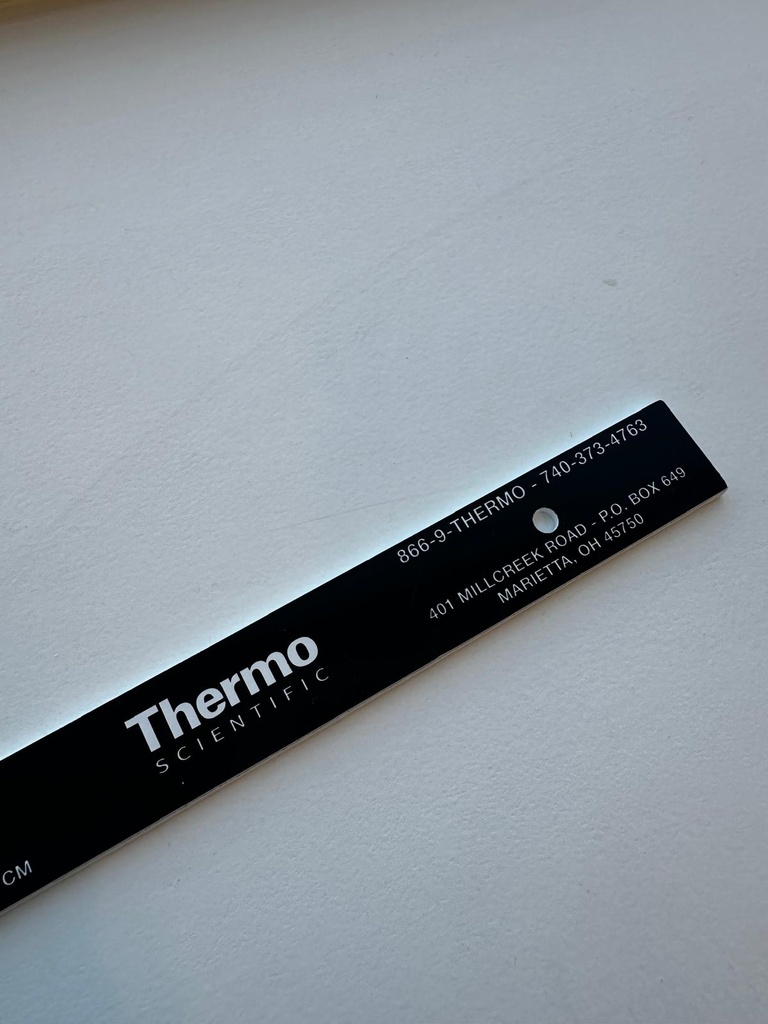 866-9-THERMO - 740-373-4763
401 MILLCREEK ROAD - P.O. BOX 649
MARIETTA, OH 45750
Thermo
SCIENTIFIC
CM